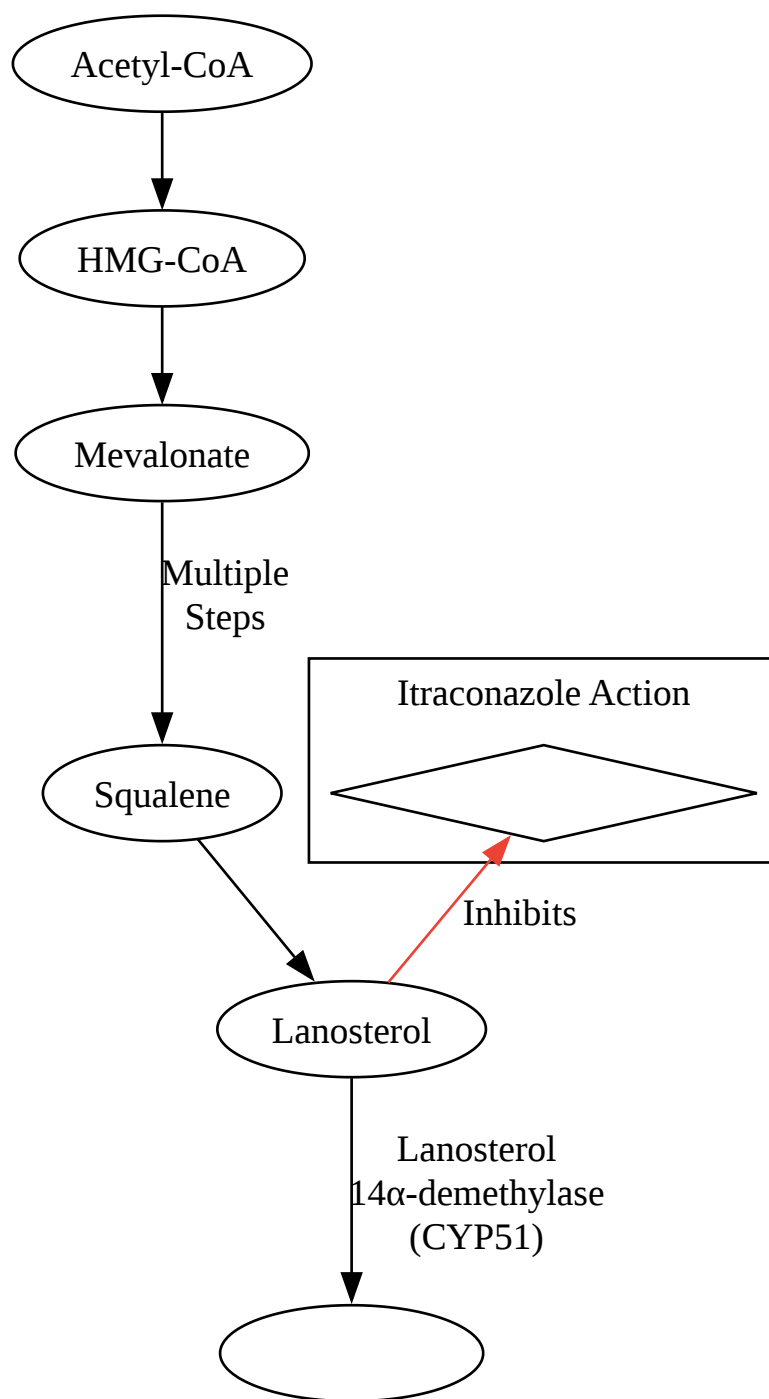 Acetyl-CoA
HMG-CoA
Mevalonate
Multiple
Steps
Itraconazole Action
Squalene
Inhibits
Lanosterol
Lanosterol
14α-demethylase
(CYP51)